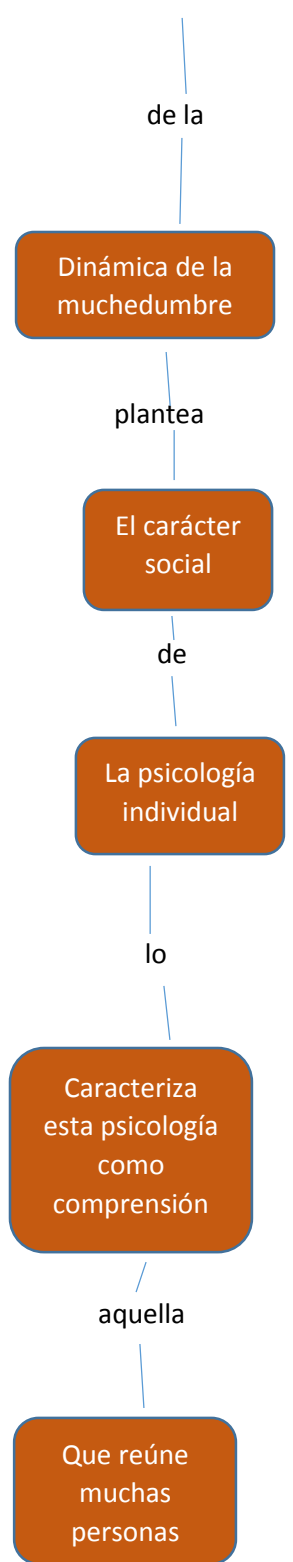 de la
Dinámica de la
muchedumbre
plantea
El carácter
social
de
La psicología
individual
lo
Caracteriza
esta psicología
como
comprensión
aquella
Que reúne
muchas
personas